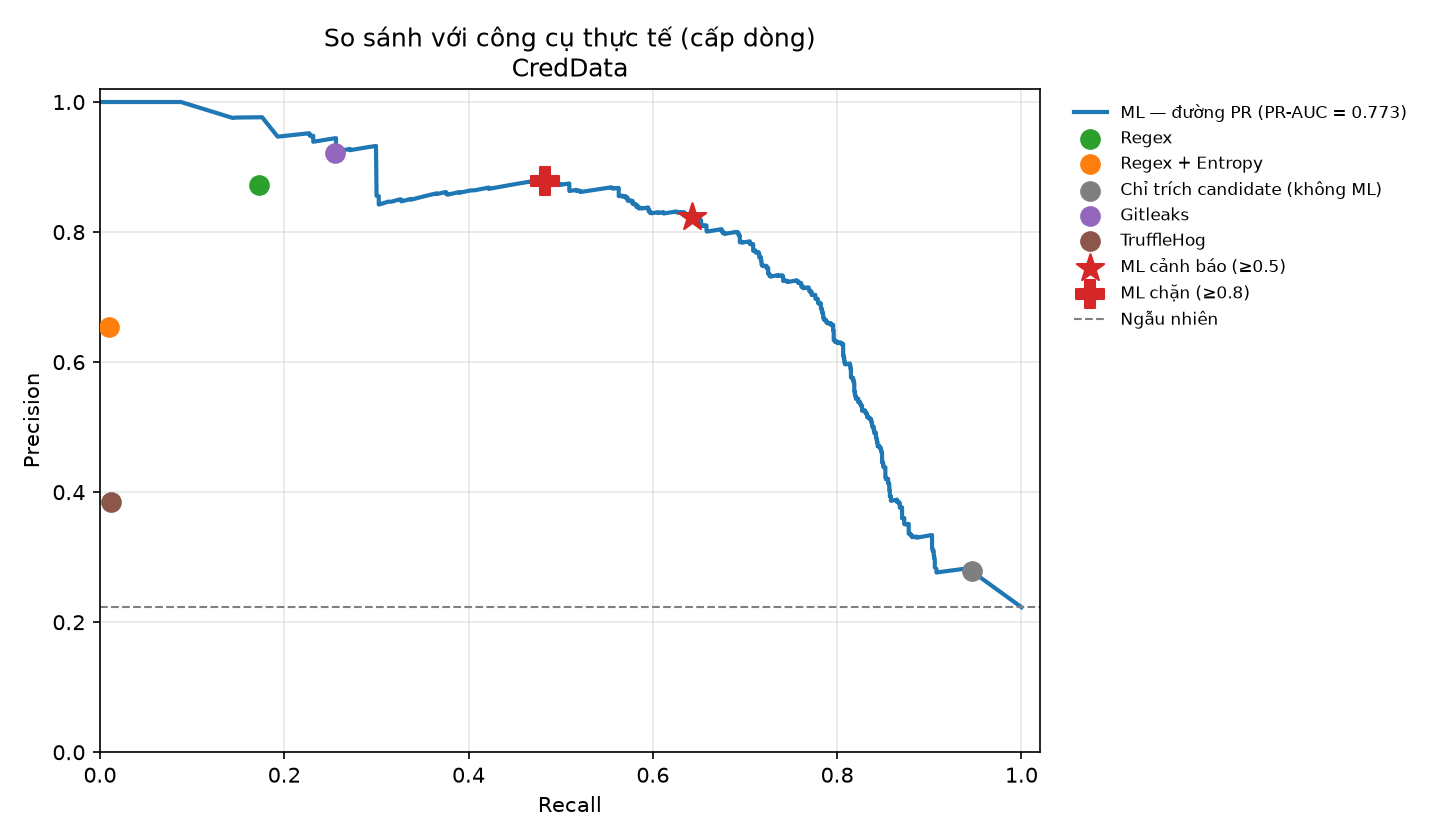 So sánh với công cụ thực tế (cấp dòng)
CredData
1.0
0.8
0.6
0.4
0.2
0.0
Precision
0.0 0.2 0.4 0.6 0.8 1.0
Recall
ML — đường PR (PR-AUC = 0.773)
Regex
Regex + Entropy
Chỉ trích candidate (không ML)
Gitleaks
TruffleHog
ML cảnh báo (≥0.5)
ML chặn (≥0.8)
Ngẫu nhiên